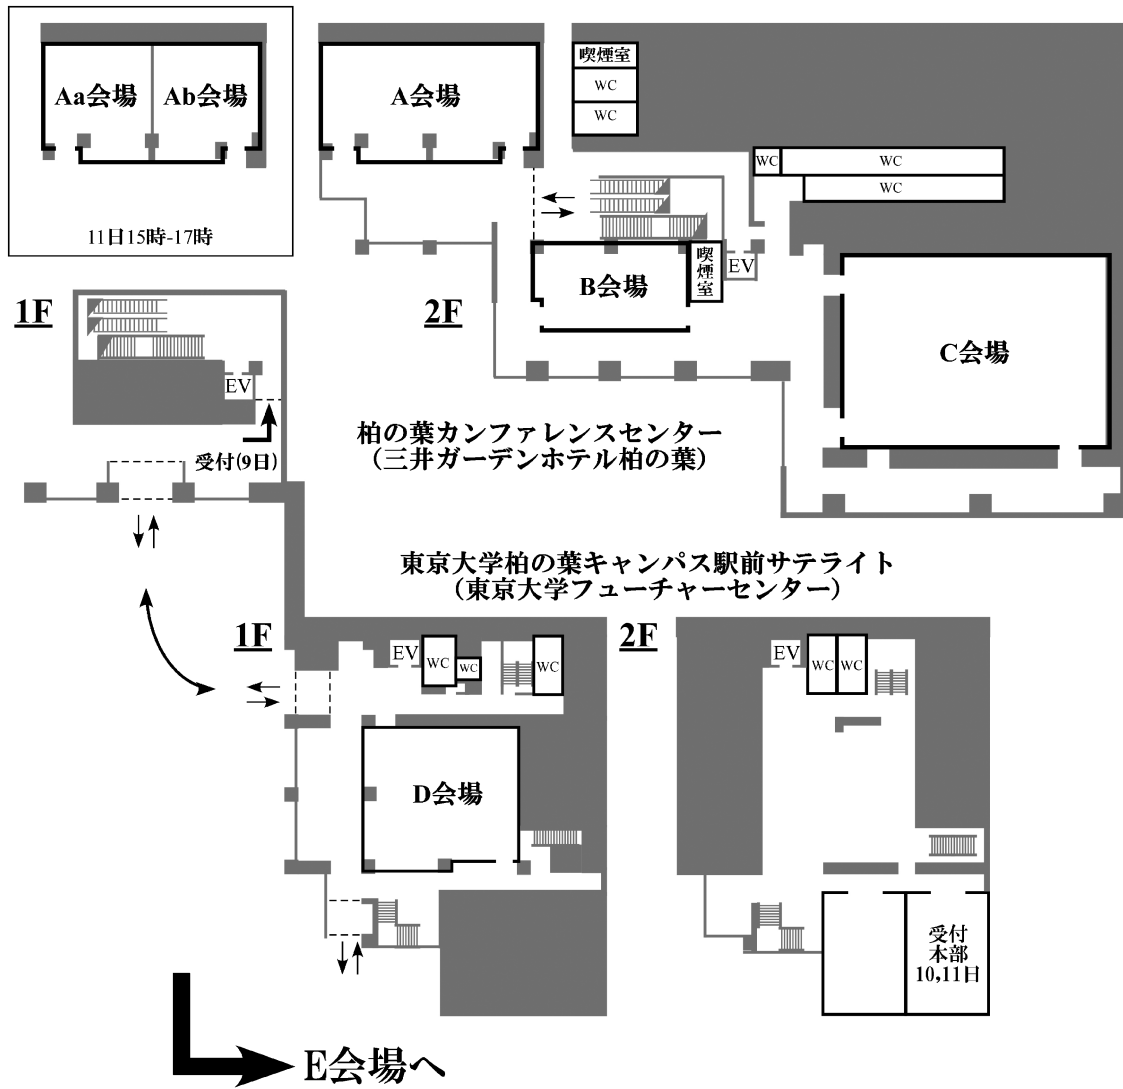 Aa会場
Ab会場
11日15時-17時
A会場
喫煙室
WC
WC
WC
WC
WC
B会場
喫煙室
EV
C会場
1F
2F
EV
受付(9日)
柏の葉カンファレンスセンター
（三井ガーデンホテル柏の葉）
東京大学柏の葉キャンパス駅前サテライト
（東京大学フューチャーセンター）
1F
EV
WC
WC
WC
D会場
2F
EV
WC
WC
受付
本部
10,11日
E会場へ